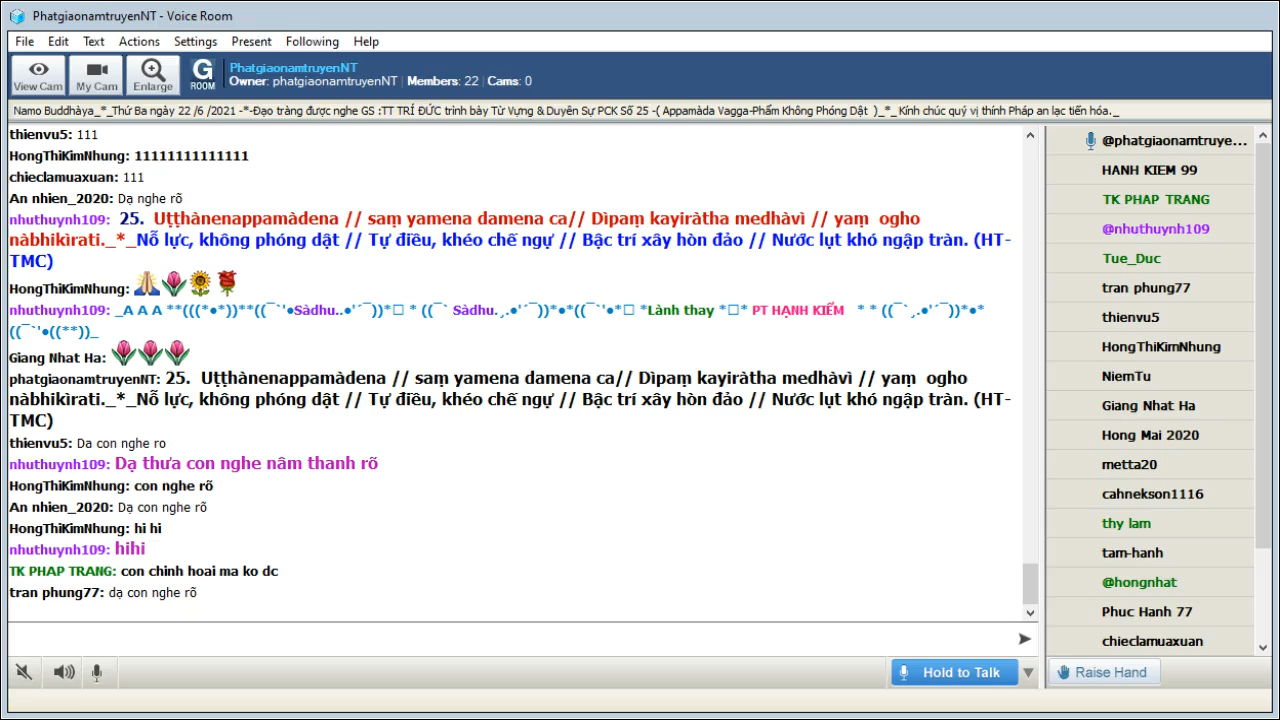 PhatgiaonamtruyenNT - Voice Room
File Edit Text Actions Settings Present Following Help
View Cam
My Cam
Enlarge
G ROOM
PhatgiaonamtruyenNT
Owner: phatgiaonamtruyenNT | Members: 22 | Cams: 0
Namo Buddhàya_*_Thứ Ba ngày 22 /6 /2021 -*-Đạo tràng được nghe GS :TT TRÍ ĐỨC trình bày Từ Vựng & Duyên Sự PCK Số 25 -( Appamàda Vagga-Phẩm Không Phóng Dật )_*_Kính chúc quý vị thính Pháp an lạc tiến hóa._
thienvu5: 111
HongThiKimNhung: 11111111111111
chieclamuaxuan: 111
An nhien_2020: Dạ nghe rõ
nhuthuynh109: 25. Uṭṭhànenappamàdena // saṃ yamena damena ca// Dìpaṃ kayiràtha medhàvì // yaṃ ogho
nàbhikìrati._*_Nỗ lực, không phóng dật // Tự điều, khéo chế ngự // Bậc trí xây hòn đảo // Nước lụt khó ngập tràn. (HT-
TMC)
HongThiKimNhung:
nhuthuynh109: _A A A **(((*●*))**((¯`'●Sàdhu..●'´¯))*●*□ * ((¯` Sàdhu.¸.●'´¯))*●*((¯`'●*□ *Lành thay *□* PT HẠNH KIỂM * * ((¯`¸.●'´¯))*●*
((¯`'●((**))_
Giang Nhat Ha:
phatgiaonamtruyenNT: 25. Uṭṭhànenappamàdena // saṃ yamena damena ca// Dìpaṃ kayiràtha medhàvì // yaṃ ogho
nàbhikìrati._*_Nỗ lực, không phóng dật // Tự điều, khéo chế ngự // Bậc trí xây hòn đảo // Nước lụt khó ngập tràn. (HT-
TMC)
thienvu5: Da con nghe ro
nhuthuynh109: Dạ thưa con nghe nâm thanh rõ
HongThiKimNhung: con nghe rõ
An nhien_2020: Dạ con nghe rõ
HongThiKimNhung: hi hi
nhuthuynh109: hihi
TK PHAP TRANG: con chinh hoai ma ko dc
tran phung77: dạ con nghe rõ
Hold to Talk
@phatgiaonamtruye...
HANH KIEM 99
TK PHAP TRANG
@nhuthuynh109
Tue_Duc
tran phung77
thienvu5
HongThiKimNhung
NiemTu
Giang Nhat Ha
Hong Mai 2020
metta20
cahnekson1116
thy lam
tam-hanh
@hongnhat
Phuc Hanh 77
chieclamuaxuan
Raise Hand